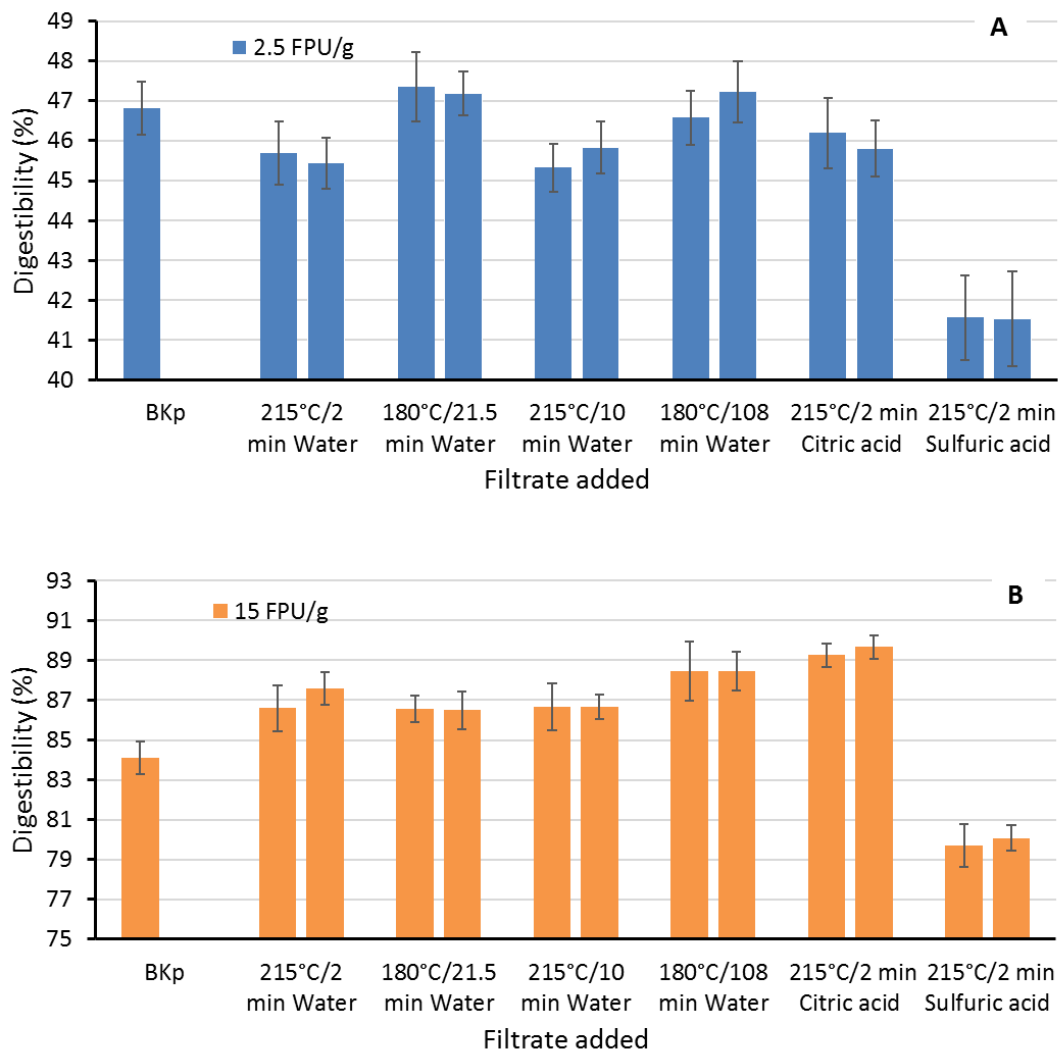 49
A
2.5 FPU/g
48
47
46
45
44
43
42
41
40
Digestibility (%)
BKp
215°C/2
min Water
180°C/21.5
min Water
215°C/10
min Water
180°C/108
min Water
215°C/2 min
Citric acid
215°C/2 min
Sulfuric acid
Filtrate added
93
B
15 FPU/g
91
89
87
85
83
81
79
77
75
Digestibility (%)
BKp
215°C/2
min Water
180°C/21.5
min Water
215°C/10
min Water
180°C/108
min Water
215°C/2 min
Citric acid
215°C/2 min
Sulfuric acid
Filtrate added